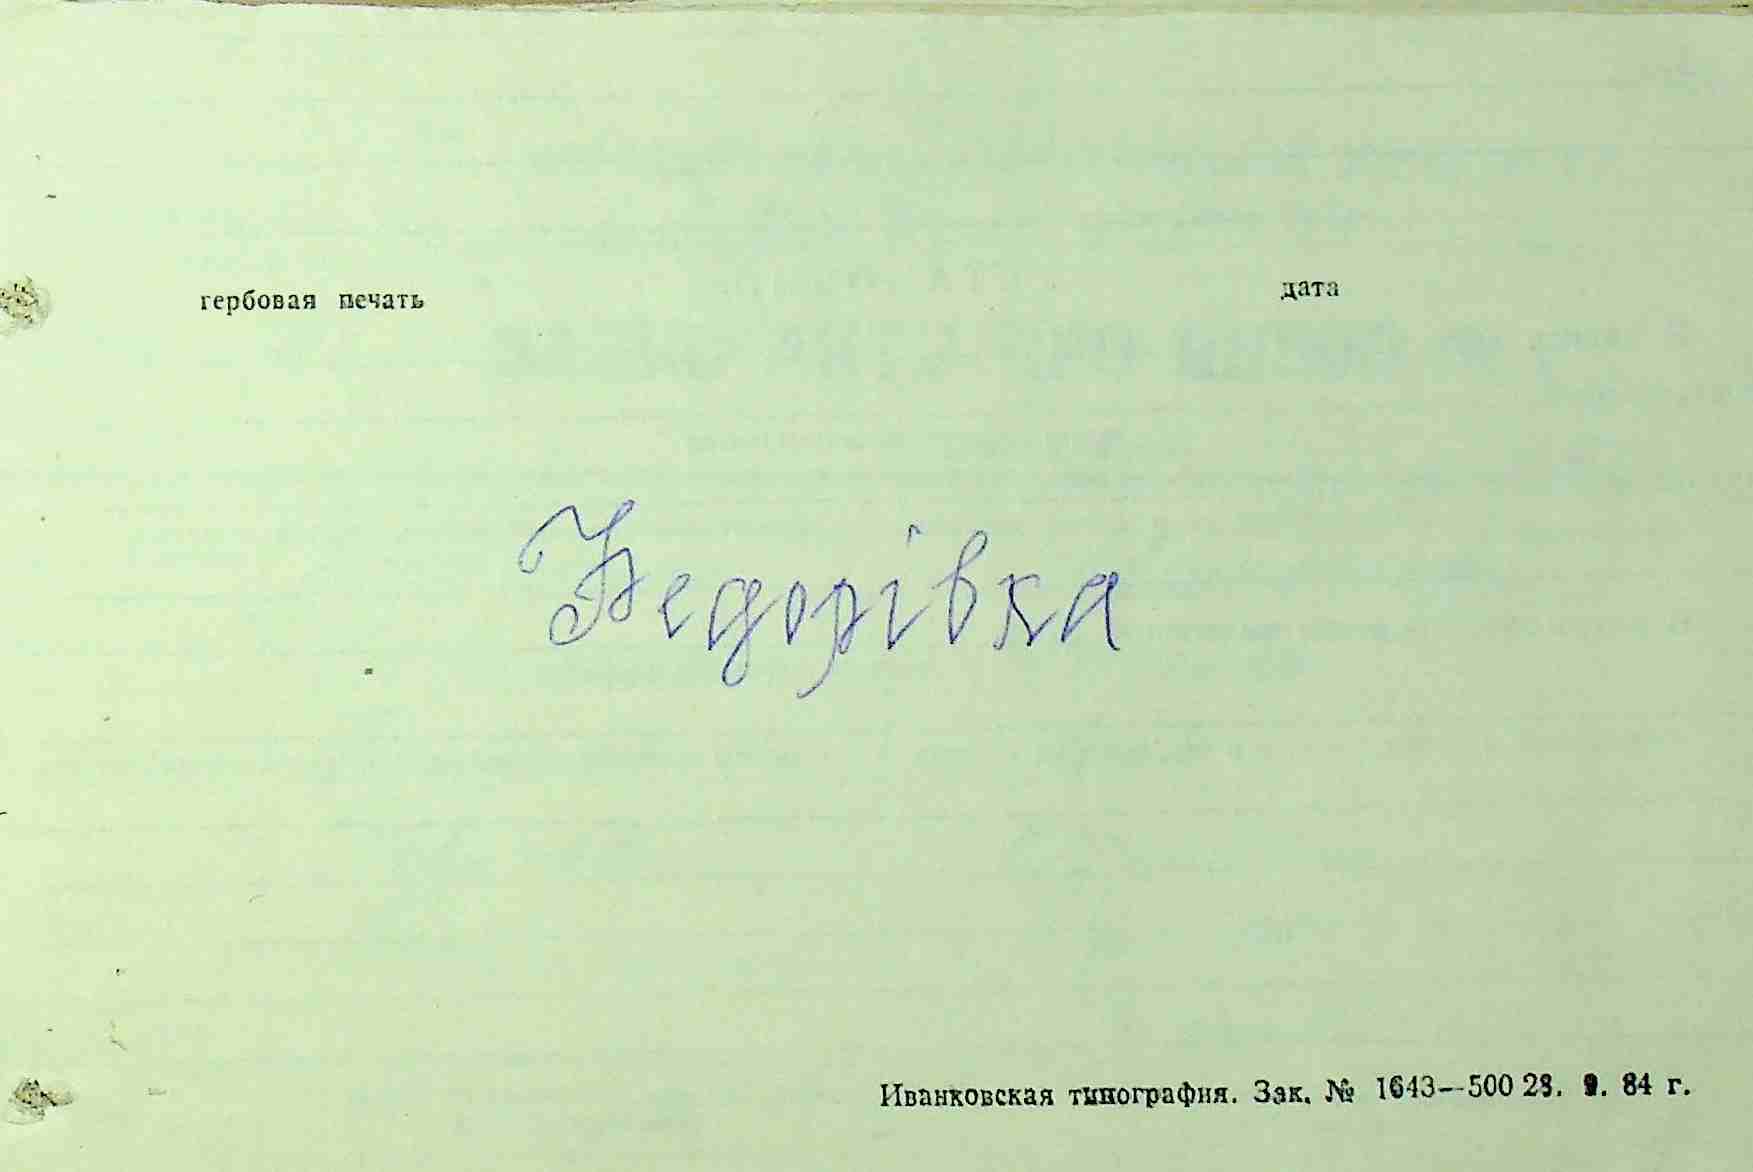 гербовая печать дата
Федорівка
Иванковская типография. Зак. № 1643—500 28. 9. 84 г.